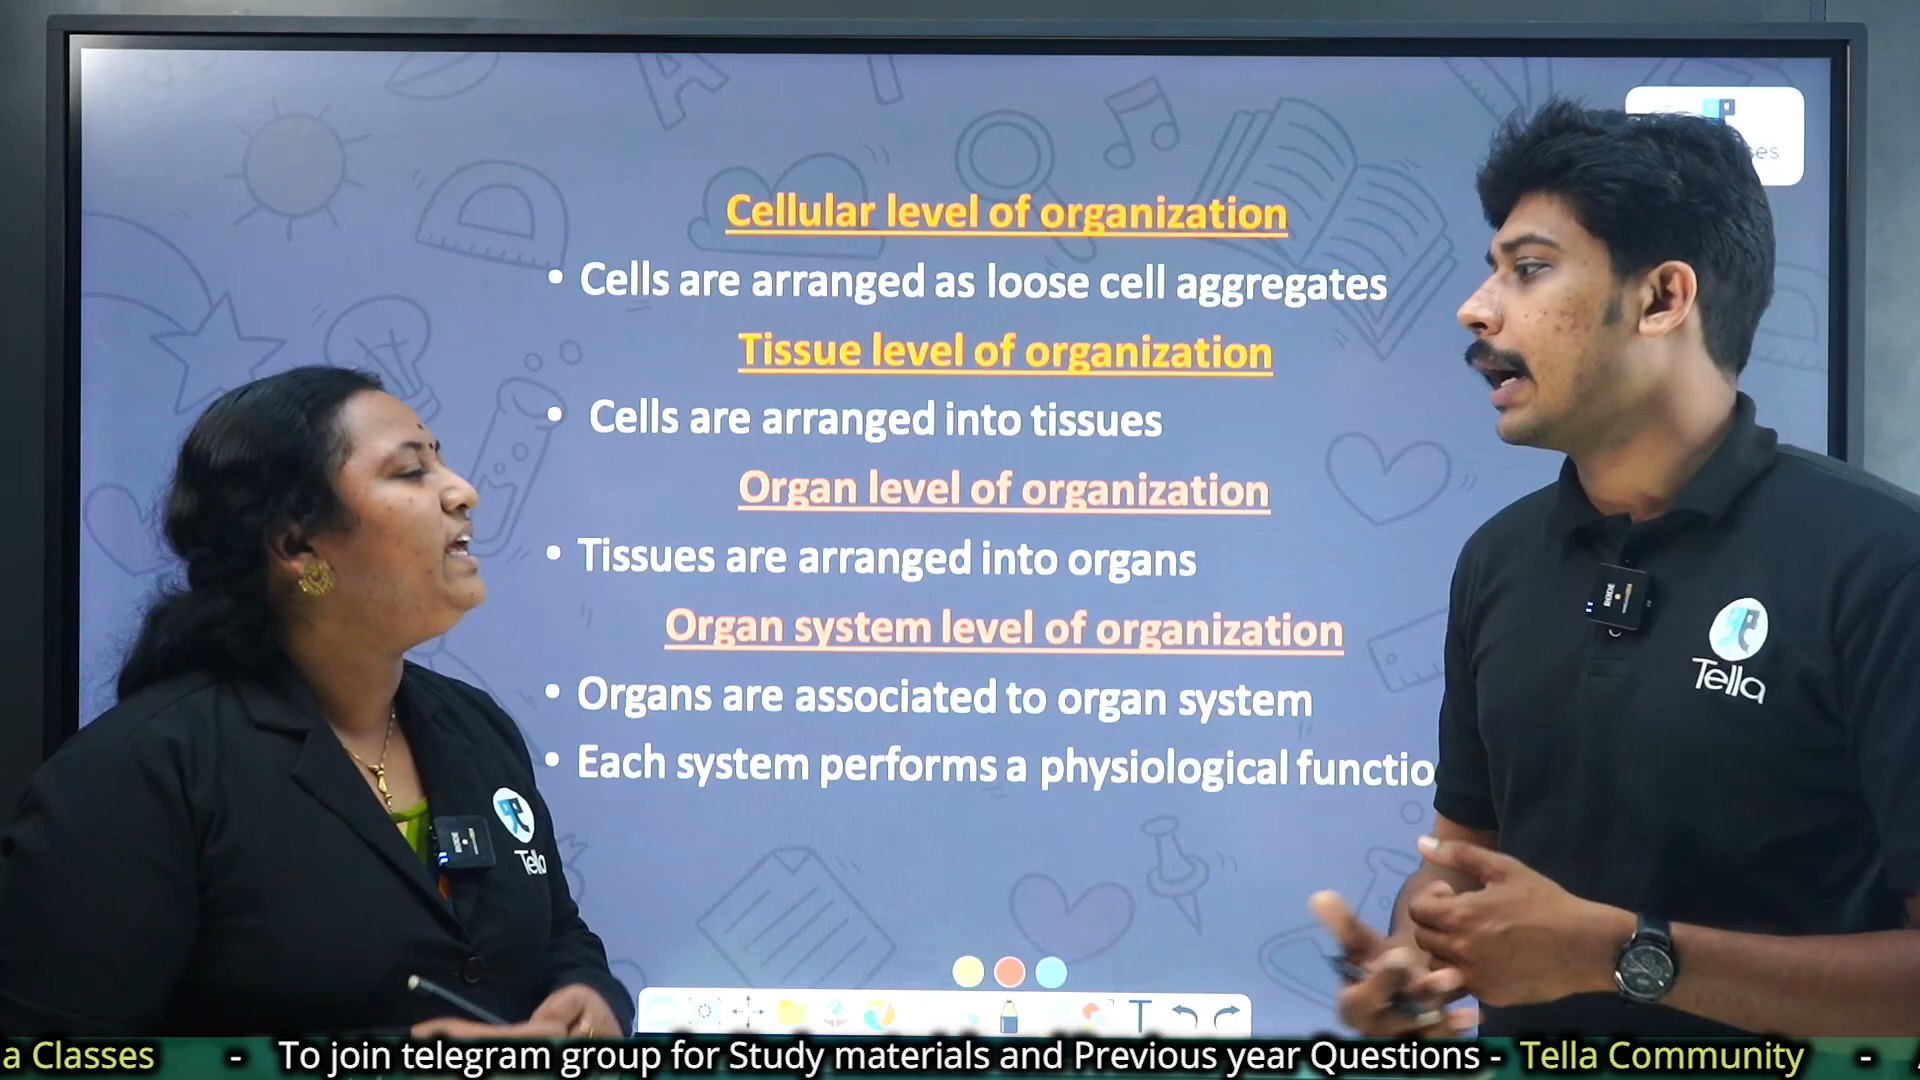 Cellular level of organization
• Cells are arranged as loose cell aggregates
Tissue level of organization
• Cells are arranged into tissues
Organ level of organization
• Tissues are arranged into organs
Organ system level of organization
• Organs are associated to organ system
• Each system performs a physiological functio
Tella
Tella
RODE
T
a Classes - To join telegram group for Study materials and Previous year Questions - Tella Community -